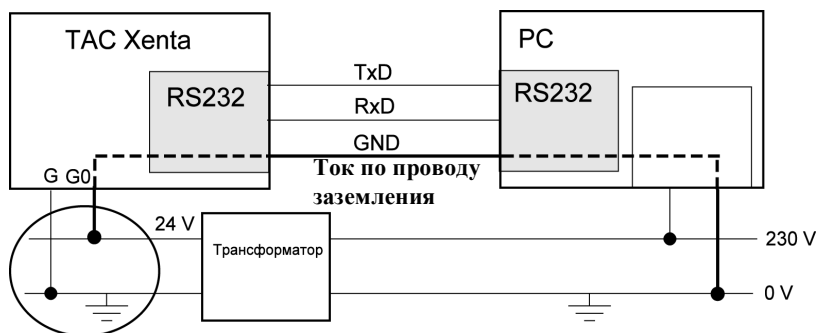 TAC Xenta
PC
RS232
TxD
RxD
GND
RS232
Ток по проводу
заземления
G G0
24 V
Трансформатор
230 V
0 V